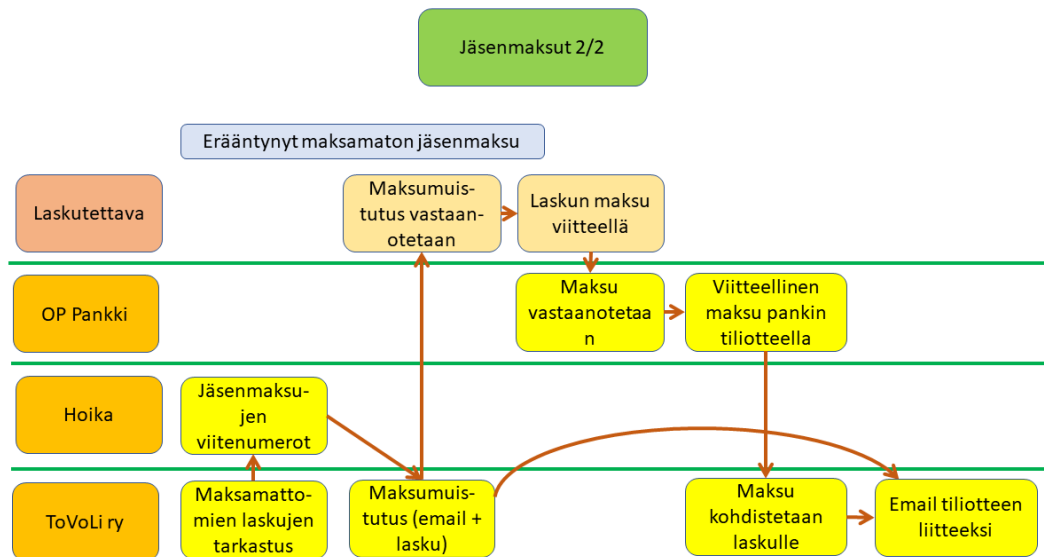 Jäsenmaksut 2/2
Erääntynyt maksamaton jäsenmaksu
Laskutettava
Maksumuis-
tutus vastaan-
otetaan
Laskun maksu
viitteellä
OP Pankki
Maksu
vastaanotetaa
n
Viitteellinen
maksu pankin
tiliotteella
Hoika
Jäsenmaksu-
jen
viitenumerot
ToVoLi ry
Maksamatto-
mien laskujen
tarkastus
Maksumuis-
tutus (email +
lasku)
Maksu
kohdistetaan
laskulle
Email tiliotteen
liitteeksi